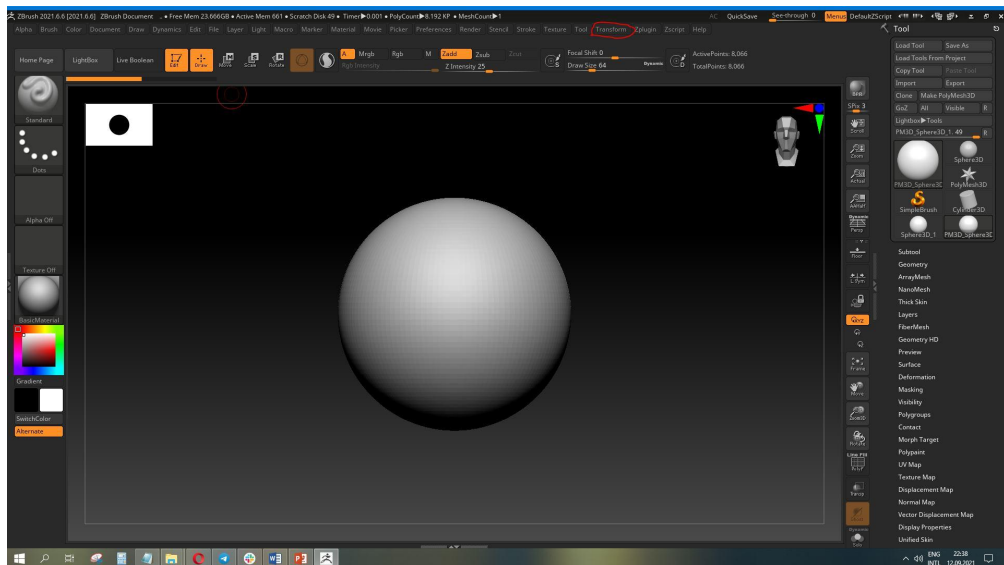 ZBrush 2021.6.6 [2021.6.6] ZBrush Document • Free Mem 23.666GB • Active Mem 661 • Scratch Disk 49 • Timer▶0.001 • PolyCount▶8.192 KP • MeshCount▶1
AC QuickSave See-through 0 Menus DefaultZScript
Alpha Brush Color Document Draw Dynamics Edit File Layer Light Macro Marker Material Movie Picker Preferences Render Stencil Stroke Texture Tool Transform Zplugin Zscript Help
Home Page
LightBox
Live Boolean
Edit
Draw
Move
Scale
Rotate
A Mrgb Rgb M Zadd Zsub Zcut
Rgb Intensity
Z Intensity 25
S
Focal Shift 0
Draw Size 64
Dynamic
D
ActivePoints: 8,066
TotalPoints: 8,066
Standard
Dots
Alpha Off
Texture Off
BasicMaterial
Gradient
SwitchColor
Alternate
SPix 3
Scroll
Zoom
Actual
AAHalf
Dynamic
Persp
Floor
L.Sym
Frame
Move
Zoom3D
Rotate
Line Fill
PolyF
Transp
Dynamic
Solo
Tool
Load Tool Save As
Load Tools From Project
Copy Tool Paste Tool
Import Export
Clone Make PolyMesh3D
GoZ All Visible R
Lightbox▶Tools
PM3D_Sphere3D_1. 49 R
PM3D_Sphere3D
Sphere3D
PolyMesh3D
SimpleBrush
Cylinder3D
Sphere3D_1
PM3D_Sphere3D
Subtool
Geometry
ArrayMesh
NanoMesh
Thick Skin
Layers
FiberMesh
Geometry HD
Preview
Surface
Deformation
Masking
Visibility
Polygroups
Contact
Morph Target
Polypaint
UV Map
Texture Map
Displacement Map
Normal Map
Vector Displacement Map
Display Properties
Unified Skin
ENG 22:38
INTL 12.09.2021